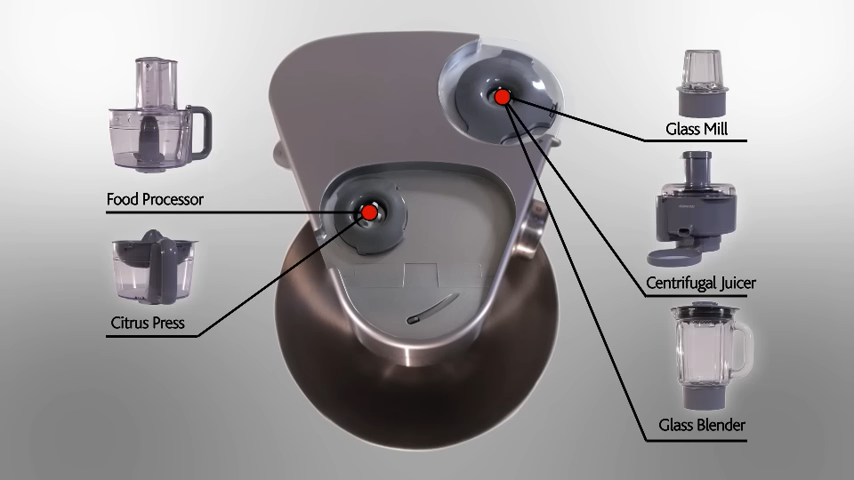 Food Processor
Citrus Press
Glass Mill
Centrifugal Juicer
Glass Blender